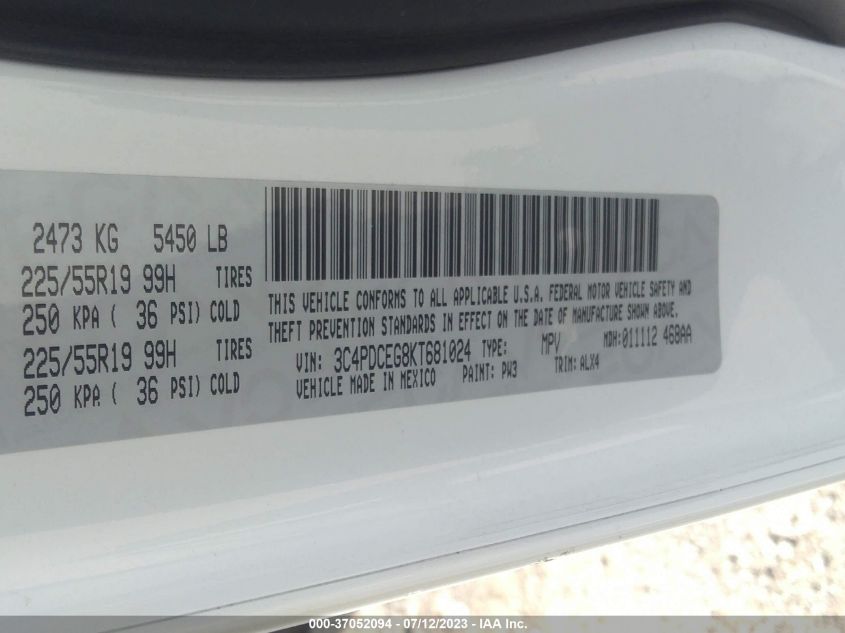 2473 KG 5450 LB
225/55R19 99H TIRES
250 KPA ( 36 PSI) COLD
225/55R19 99H TIRES
250 KPA ( 36 PSI) COLD
THIS VEHICLE CONFORMS TO ALL APPLICABLE U.S.A. FEDERAL MOTOR VEHICLE SAFETY AND
THEFT PREVENTION STANDARDS IN EFFECT ON THE DATE OF MANUFACTURE SHOWN ABOVE.
VIN: 3C4PDCEG8KT681024 TYPE: MPV MDH: 011112 468AA
VEHICLE MADE IN MEXICO PAINT: PW3 TRIM: ALX4
000-37052094 - 07/12/2023 - IAA Inc.